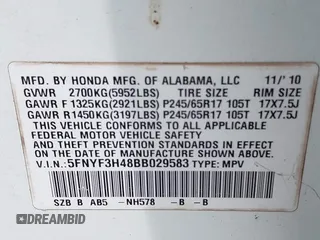 MFD. BY HONDA MFG. OF ALABAMA, LLC 11/'10
GVWR 2700KG(5952LBS) TIRE SIZE RIM SIZE
GAWR F 1325KG(2921LBS) P245/65R17 105T 17X7.5J
GAWR R 1450KG(3197LBS) P245/65R17 105T 17X7.5J
THIS VEHICLE CONFORMS TO ALL APPLICABLE
FEDERAL MOTOR VEHICLE SAFETY
AND THEFT PREVENTION STANDARDS IN EFFECT
ON THE DATE OF MANUFACTURE SHOWN ABOVE.
VIN: 5FNYF3H48BB029583 TYPE: MPV
SZB B AB5 -NH578 -B -B
DREAMBID